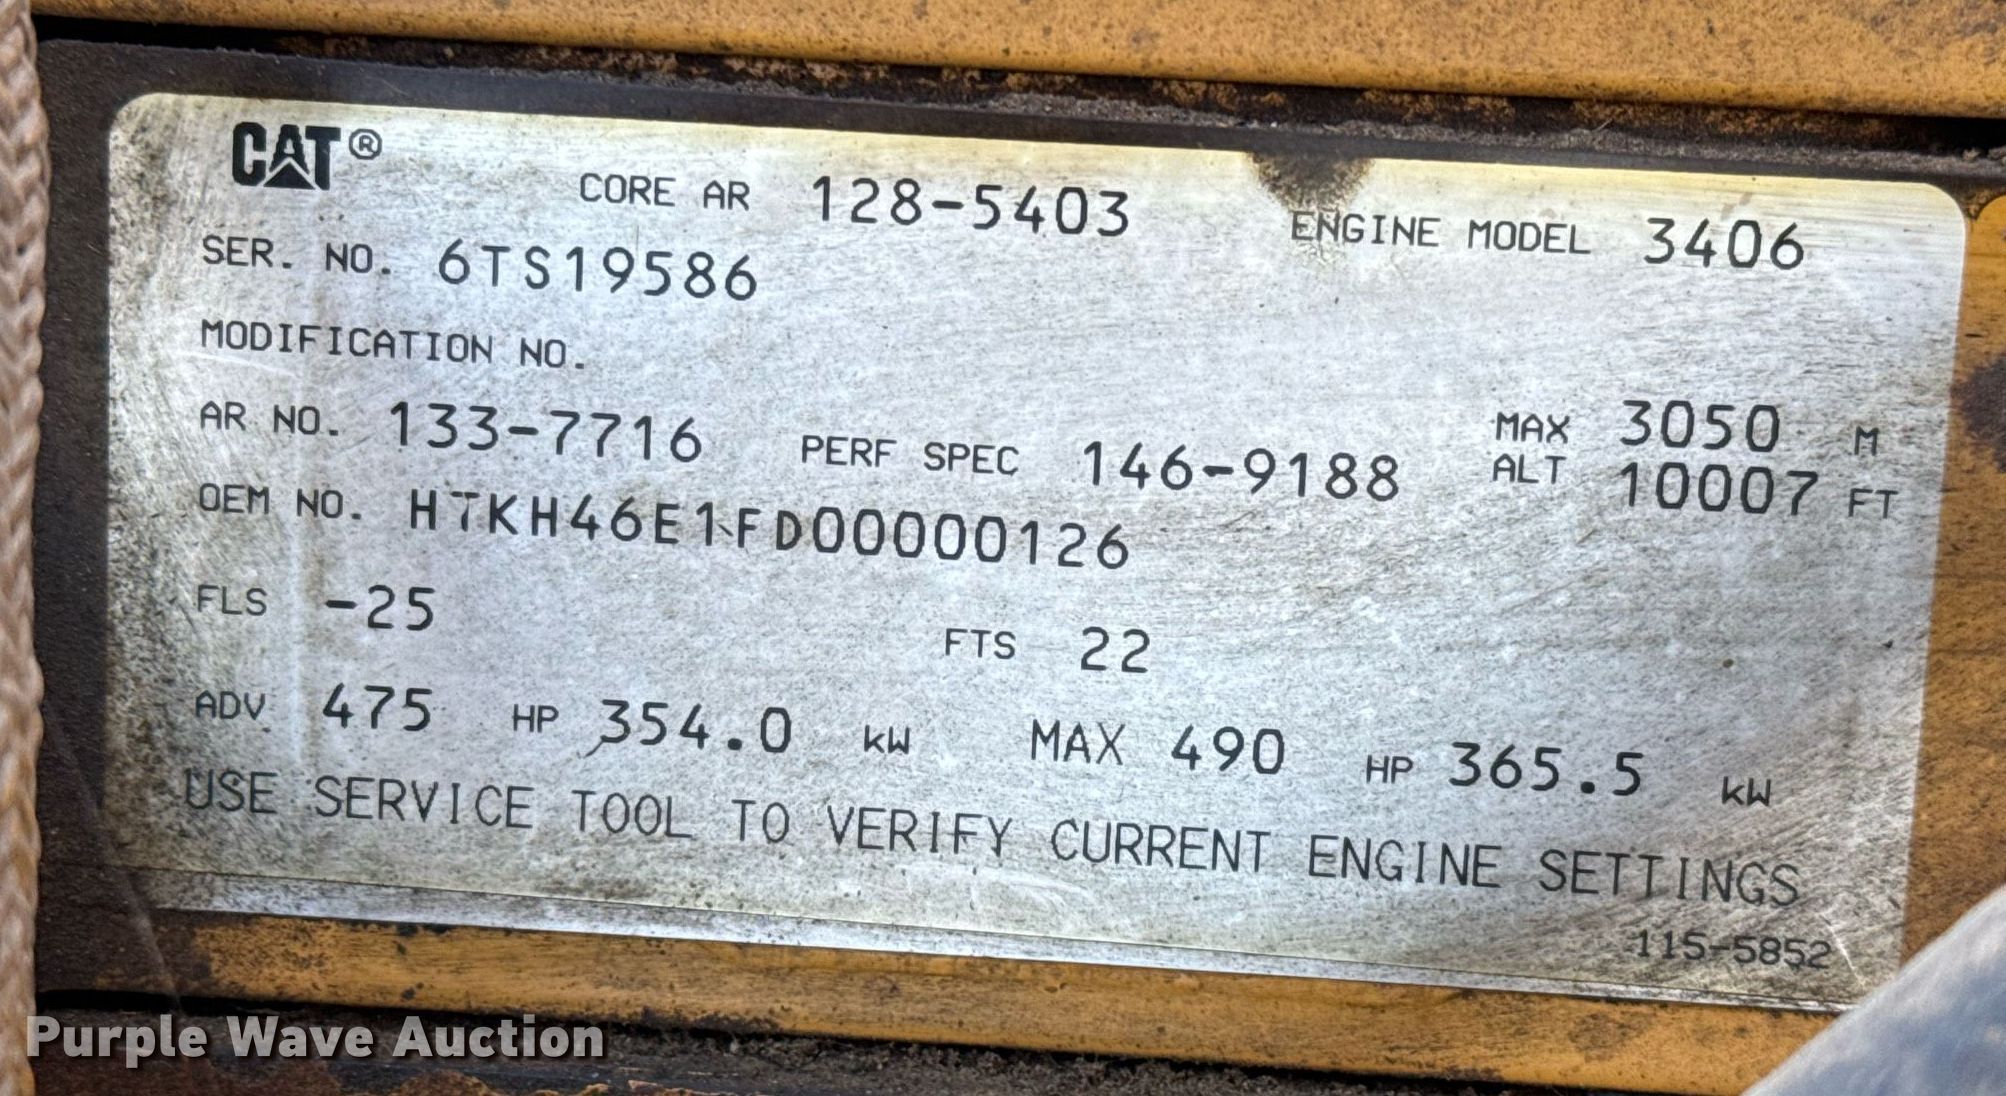 CAT®
CORE AR 128-5403 ENGINE MODEL 3406
SER. NO. 6TS19586
MODIFICATION NO.
AR NO. 133-7716 PERF SPEC 146-9188 MAX ALT 3050 M 10007 FT
OEM NO. HTKH46E1FD00000126
FLS -25 FTS 22
ADV 475 HP 354.0 kW MAX 490 HP 365.5 kW
USE SERVICE TOOL TO VERIFY CURRENT ENGINE SETTINGS
115-5852
Purple Wave Auction